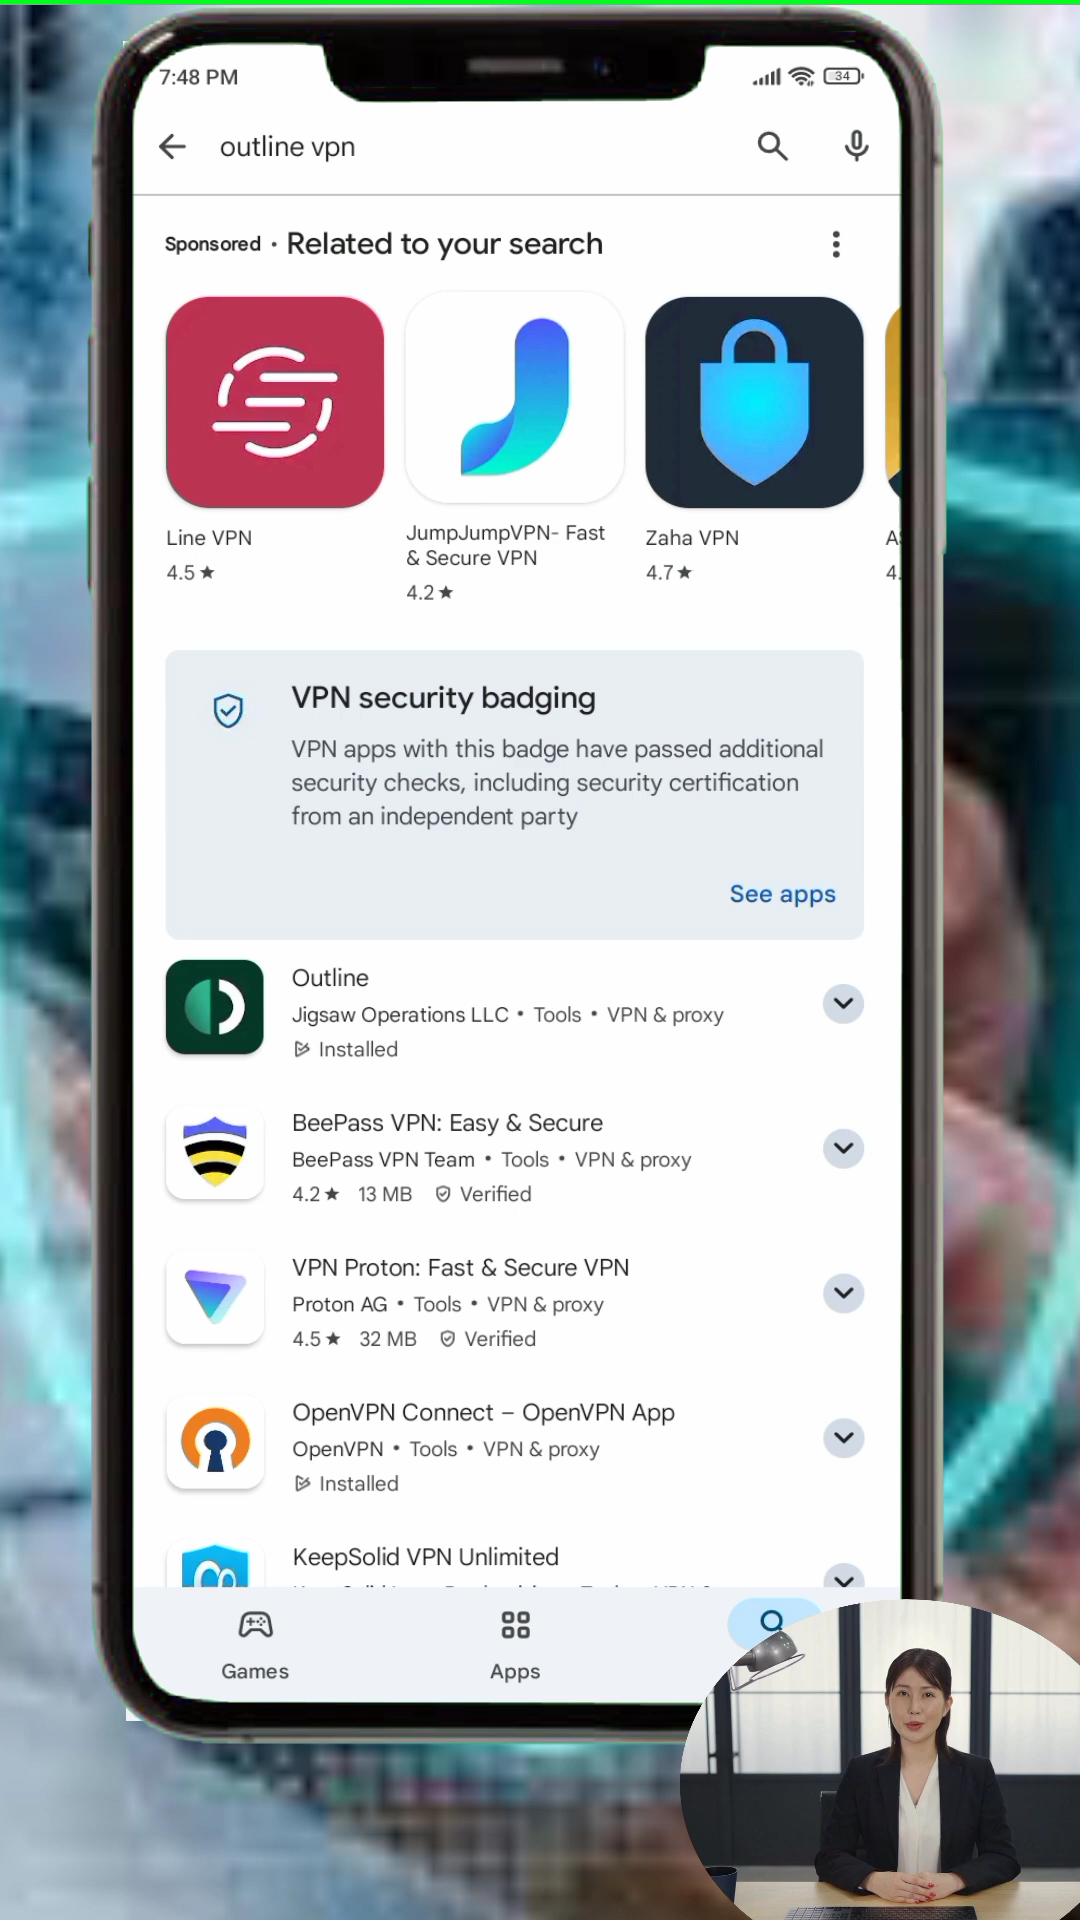 7:48 PM
34
outline vpn
Sponsored · Related to your search
Line VPN
4.5 ★
JumpJumpVPN- Fast
& Secure VPN
4.2 ★
Zaha VPN
4.7 ★
4.
VPN security badging
VPN apps with this badge have passed additional
security checks, including security certification
from an independent party
See apps
Outline
Jigsaw Operations LLC • Tools • VPN & proxy
Installed
BeePass VPN: Easy & Secure
BeePass VPN Team • Tools • VPN & proxy
4.2 ★ 13 MB Verified
VPN Proton: Fast & Secure VPN
Proton AG • Tools • VPN & proxy
4.5 ★ 32 MB Verified
OpenVPN Connect – OpenVPN App
OpenVPN • Tools • VPN & proxy
Installed
KeepSolid VPN Unlimited
Games
Apps